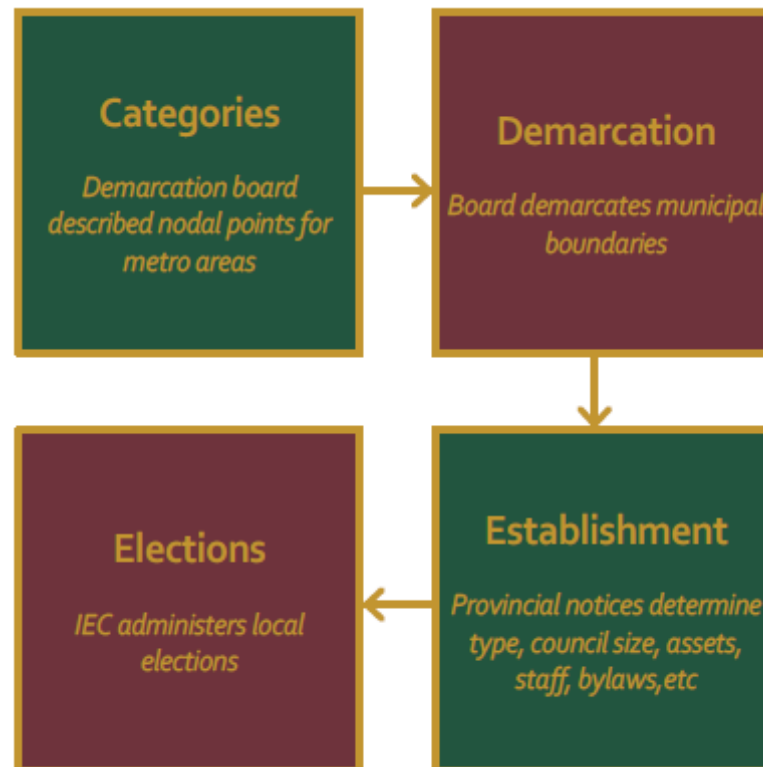 Categories
Demarcation board
described nodal points for
metro areas
Demarcation
Board demarcates municipal
boundaries
Establishment
Provincial notices determine
type, council size, assets,
staff, bylaws,etc
Elections
IEC administers local
elections